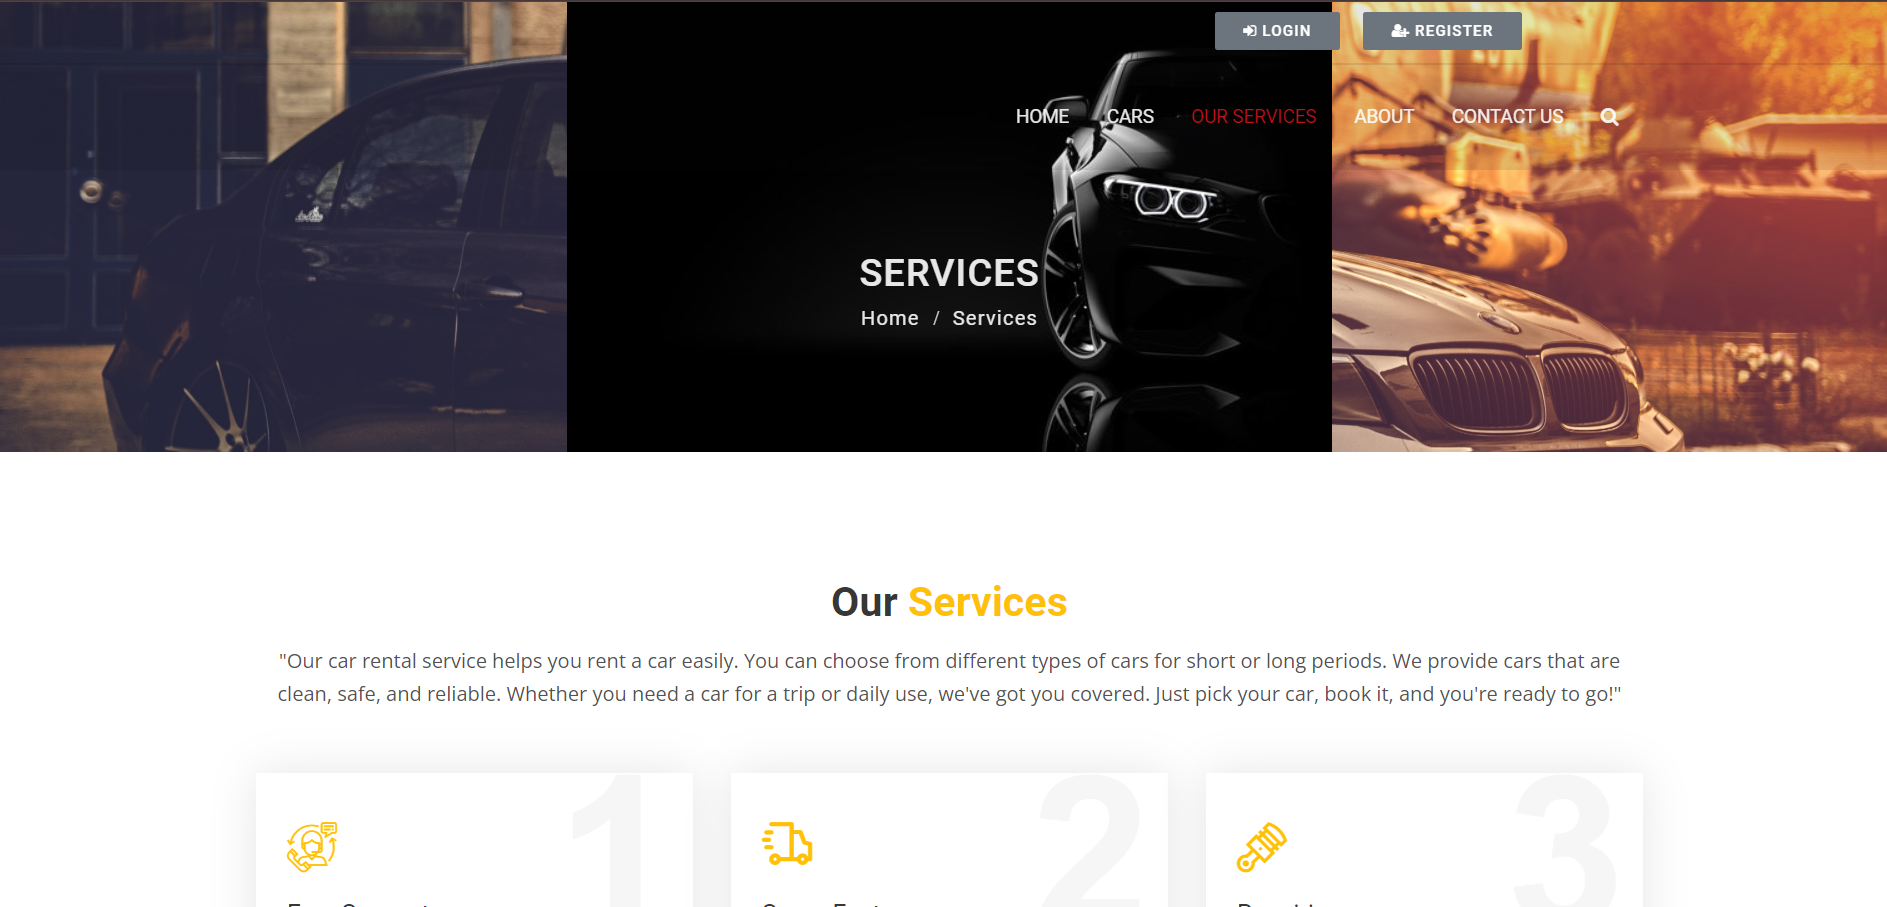 LOGIN
REGISTER
HOME
CARS
OUR SERVICES
ABOUT
CONTACT US
SERVICES
Home / Services
Our Services
"Our car rental service helps you rent a car easily. You can choose from different types of cars for short or long periods. We provide cars that are
clean, safe, and reliable. Whether you need a car for a trip or daily use, we've got you covered. Just pick your car, book it, and you're ready to go!"
1
2
3